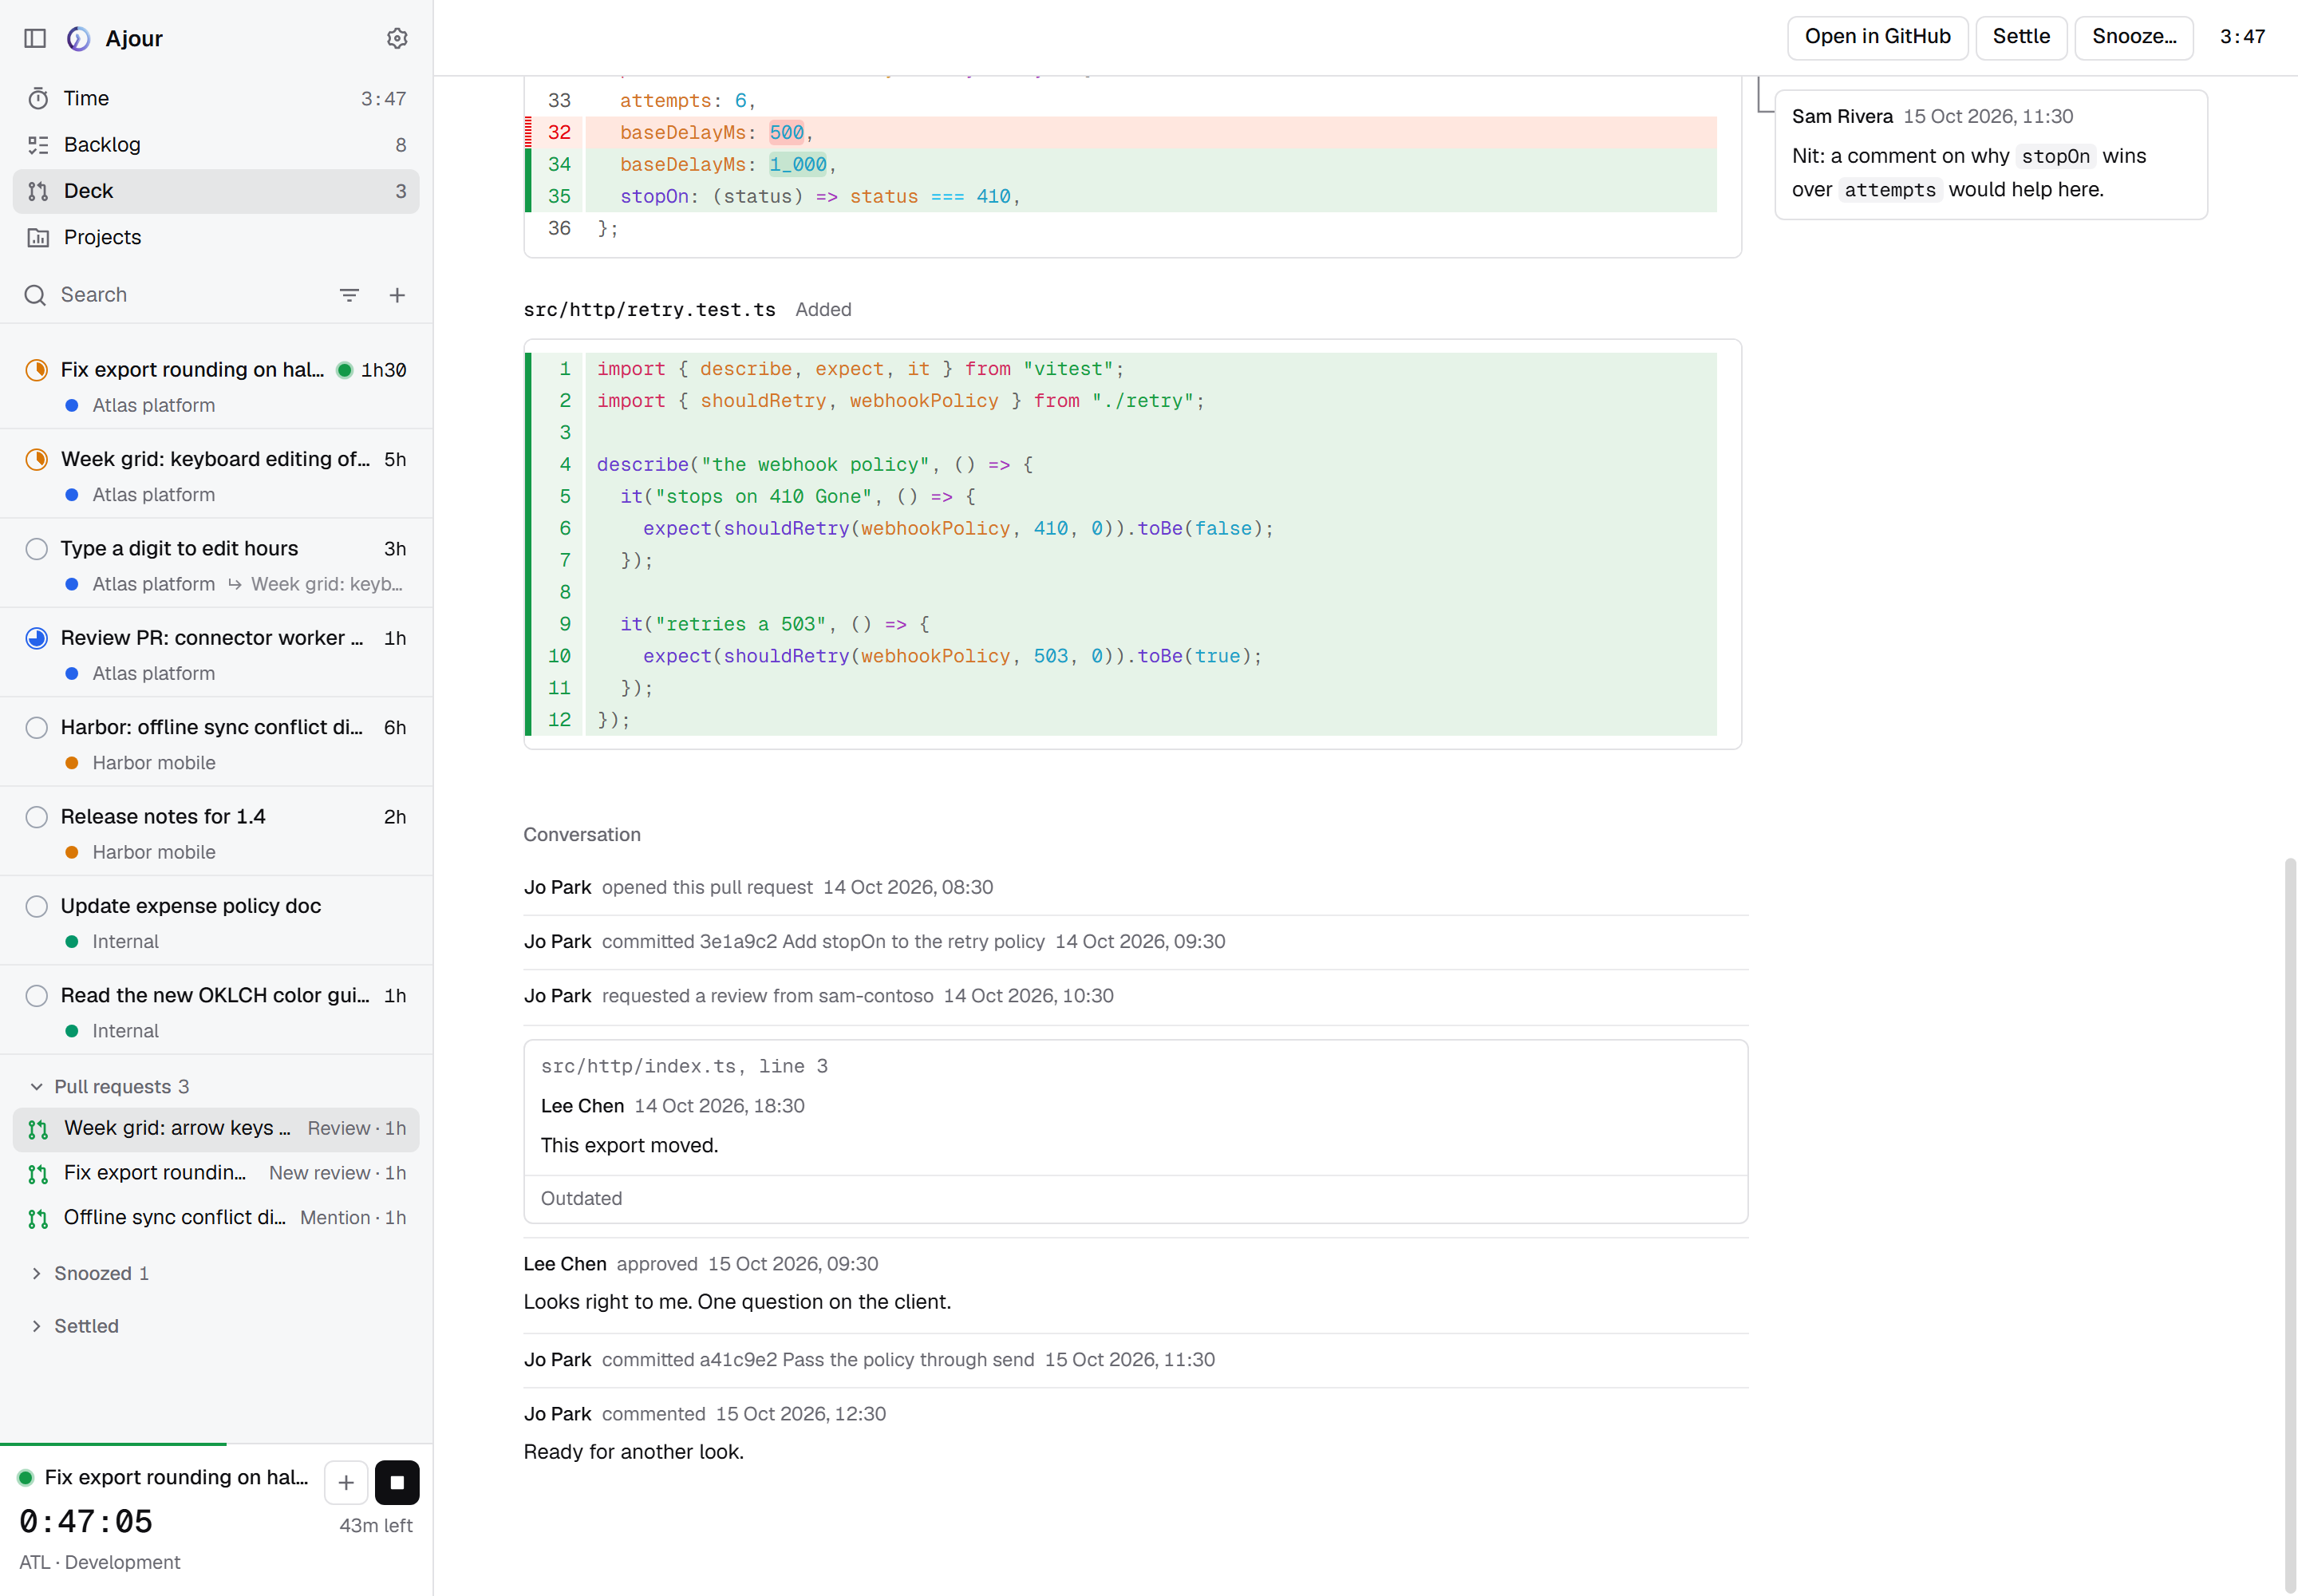 Ajour
Time 3:47
Backlog 8
Deck 3
Projects
Search
Fix export rounding on hal... 1h30
Atlas platform
Week grid: keyboard editing of... 5h
Atlas platform
Type a digit to edit hours 3h
Atlas platform ↳ Week grid: keyb...
Review PR: connector worker ... 1h
Atlas platform
Harbor: offline sync conflict di... 6h
Harbor mobile
Release notes for 1.4 2h
Harbor mobile
Update expense policy doc
Internal
Read the new OKLCH color gui... 1h
Internal
Pull requests 3
Week grid: arrow keys ... Review · 1h
Fix export roundin... New review · 1h
Offline sync conflict di... Mention · 1h
Snoozed 1
Settled
Fix export rounding on hal...
0:47:05
43m left
ATL · Development
Open in GitHub Settle Snooze... 3:47
33 attempts: 6,
32 baseDelayMs: 500,
34 baseDelayMs: 1_000,
35 stopOn: (status) => status === 410,
36 };
Sam Rivera 15 Oct 2026, 11:30
Nit: a comment on why stopOn wins
over attempts would help here.
src/http/retry.test.ts Added
1 import { describe, expect, it } from "vitest";
2 import { shouldRetry, webhookPolicy } from "./retry";
3
4 describe("the webhook policy", () => {
5 it("stops on 410 Gone", () => {
6 expect(shouldRetry(webhookPolicy, 410, 0)).toBe(false);
7 });
8
9 it("retries a 503", () => {
10 expect(shouldRetry(webhookPolicy, 503, 0)).toBe(true);
11 });
12 });
Conversation
Jo Park opened this pull request 14 Oct 2026, 08:30
Jo Park committed 3e1a9c2 Add stopOn to the retry policy 14 Oct 2026, 09:30
Jo Park requested a review from sam-contoso 14 Oct 2026, 10:30
src/http/index.ts, line 3
Lee Chen 14 Oct 2026, 18:30
This export moved.
Outdated
Lee Chen approved 15 Oct 2026, 09:30
Looks right to me. One question on the client.
Jo Park committed a41c9e2 Pass the policy through send 15 Oct 2026, 11:30
Jo Park commented 15 Oct 2026, 12:30
Ready for another look.